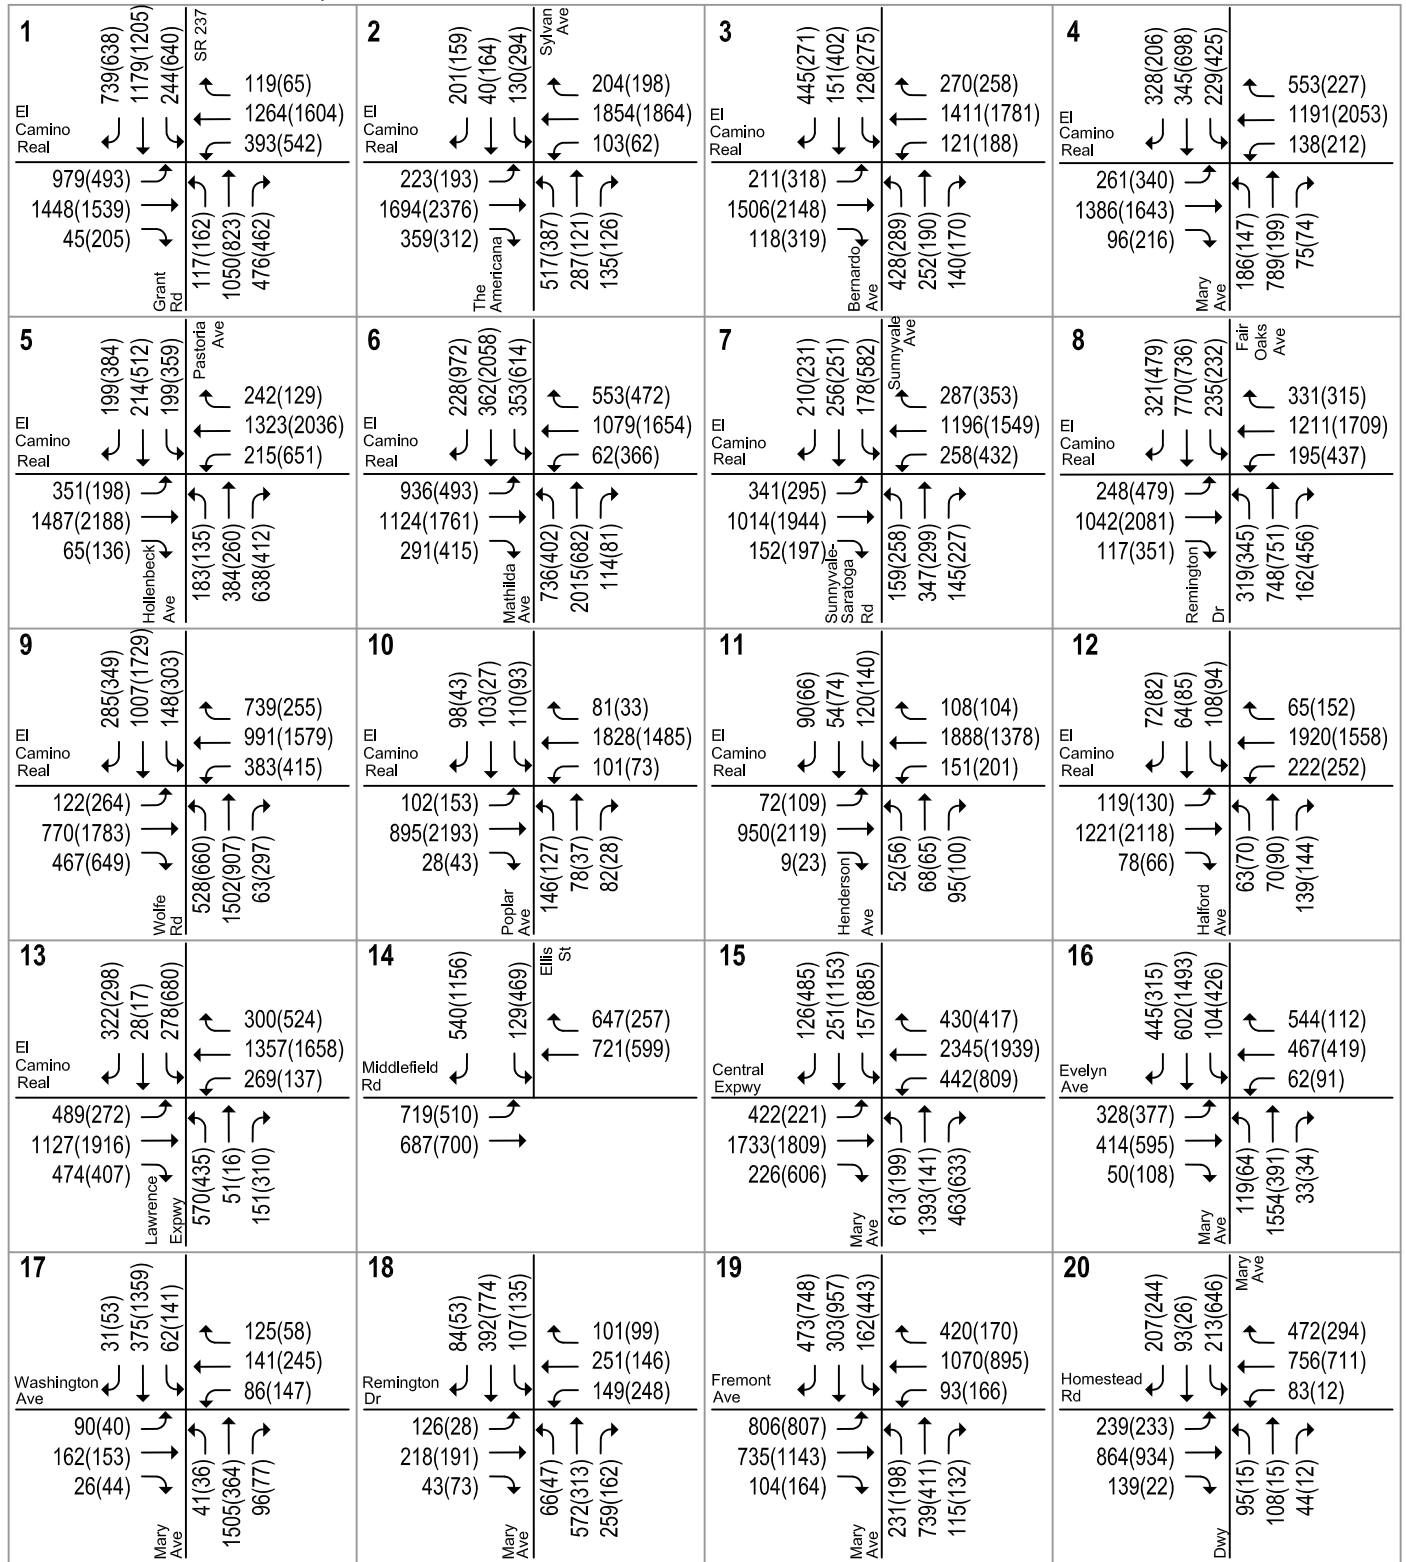 1
739(638)
1179(1205)
244(640)
SR 237
119(65)
1264(1604)
393(542)
El
Camino
Real
979(493)
1448(1539)
45(205)
Grant
Rd
117(162)
1050(823)
476(462)
2
201(159)
40(164)
130(294)
Sylvan
Ave
204(198)
1854(1864)
103(62)
El
Camino
Real
223(193)
1694(2376)
359(312)
The
Americana
517(387)
287(121)
135(126)
3
445(271)
151(402)
128(275)
270(258)
1411(1781)
121(188)
El
Camino
Real
211(318)
1506(2148)
118(319)
Bernardo
Ave
428(289)
252(190)
140(170)
4
328(206)
345(698)
229(425)
553(227)
1191(2053)
138(212)
El
Camino
Real
261(340)
1386(1643)
96(216)
Mary
Ave
186(147)
789(199)
75(74)
5
199(384)
214(512)
199(359)
Pastoria
Ave
242(129)
1323(2036)
215(651)
El
Camino
Real
351(198)
1487(2188)
65(136)
Hollenbeck
Ave
183(135)
384(260)
638(412)
6
228(972)
362(2058)
353(614)
553(472)
1079(1654)
62(366)
El
Camino
Real
936(493)
1124(1761)
291(415)
Mathilda
Ave
736(402)
2015(682)
114(81)
7
210(231)
256(251)
178(582)
Sunnyvale
Ave
287(353)
1196(1549)
258(432)
El
Camino
Real
341(295)
1014(1944)
152(197)
Sunnyvale-
Saratoga
Rd
159(258)
347(299)
145(227)
8
321(479)
770(736)
235(232)
Fair
Oaks
Ave
331(315)
1211(1709)
195(437)
El
Camino
Real
248(479)
1042(2081)
117(351)
Remington
Dr
319(345)
748(751)
162(456)
9
285(349)
1007(1729)
148(303)
739(255)
991(1579)
383(415)
El
Camino
Real
122(264)
770(1783)
467(649)
Wolfe
Rd
528(660)
1502(907)
63(297)
10
98(43)
103(27)
110(93)
81(33)
1828(1485)
101(73)
El
Camino
Real
102(153)
895(2193)
28(43)
Poplar
Ave
146(127)
78(37)
82(28)
11
90(66)
54(74)
120(140)
108(104)
1888(1378)
151(201)
El
Camino
Real
72(109)
950(2119)
9(23)
Henderson
Ave
52(56)
68(65)
95(100)
12
72(82)
64(85)
108(94)
65(152)
1920(1558)
222(252)
El
Camino
Real
119(130)
1221(2118)
78(66)
Halford
Ave
63(70)
70(90)
139(144)
13
322(298)
28(17)
278(680)
300(524)
1357(1658)
269(137)
El
Camino
Real
489(272)
1127(1916)
474(407)
Lawrence
Expwy
570(435)
51(16)
151(310)
14
540(1156)
129(469)
Ellis
St
647(257)
721(599)
Middlefield
Rd
719(510)
687(700)
15
126(485)
251(1153)
157(885)
430(417)
2345(1939)
442(809)
Central
Expwy
422(221)
1733(1809)
226(606)
Mary
Ave
613(199)
1393(141)
463(633)
16
445(315)
602(1493)
104(426)
544(112)
467(419)
62(91)
Evelyn
Ave
328(377)
414(595)
50(108)
Mary
Ave
119(64)
1554(391)
33(34)
17
31(53)
375(1359)
62(141)
125(58)
141(245)
86(147)
Washington
Ave
90(40)
162(153)
26(44)
Mary
Ave
41(36)
1505(364)
96(77)
18
84(53)
392(774)
107(135)
101(99)
251(146)
149(248)
Remington
Dr
126(28)
218(191)
43(73)
Mary
Ave
66(47)
572(313)
259(162)
19
473(748)
303(957)
162(443)
420(170)
1070(895)
93(166)
Fremont
Ave
806(807)
735(1143)
104(164)
Mary
Ave
231(198)
739(411)
115(132)
20
207(244)
93(26)
213(646)
Mary
Ave
472(294)
756(711)
83(12)
Homestead
Rd
239(233)
864(934)
139(22)
Dwy
95(15)
108(15)
44(12)